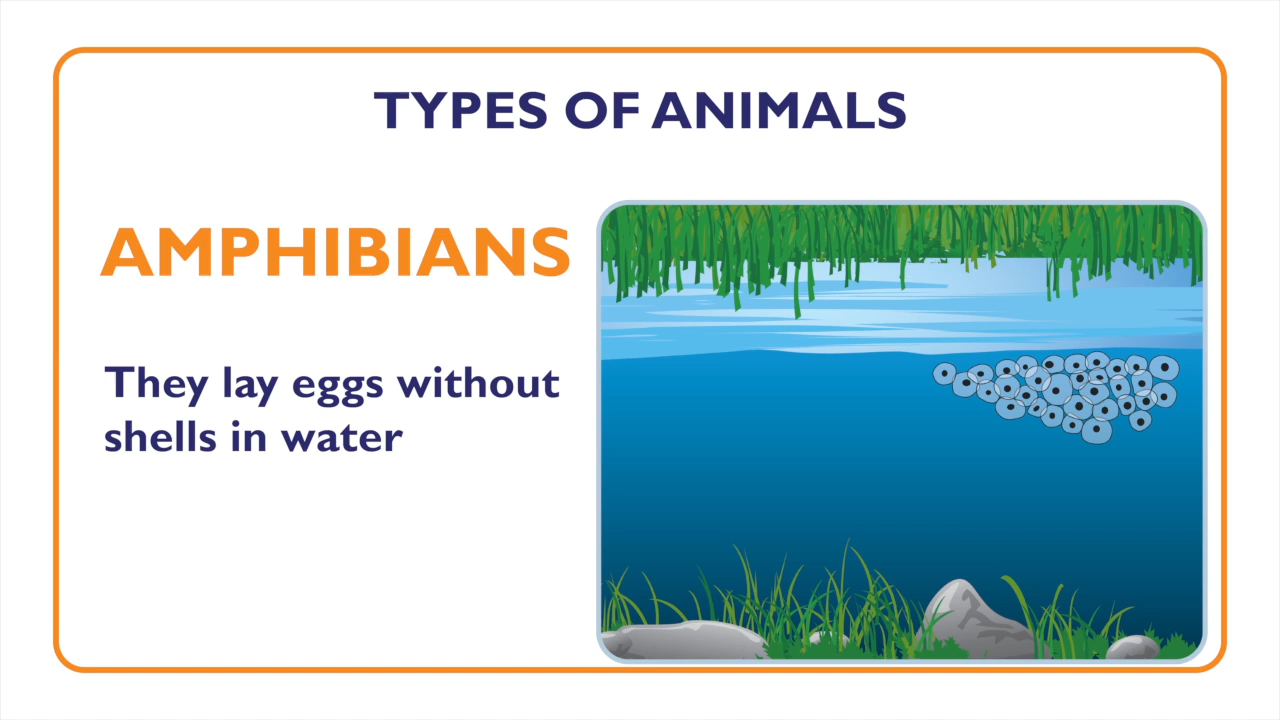 TYPES OF ANIMALS
AMPHIBIANS
They lay eggs without
shells in water